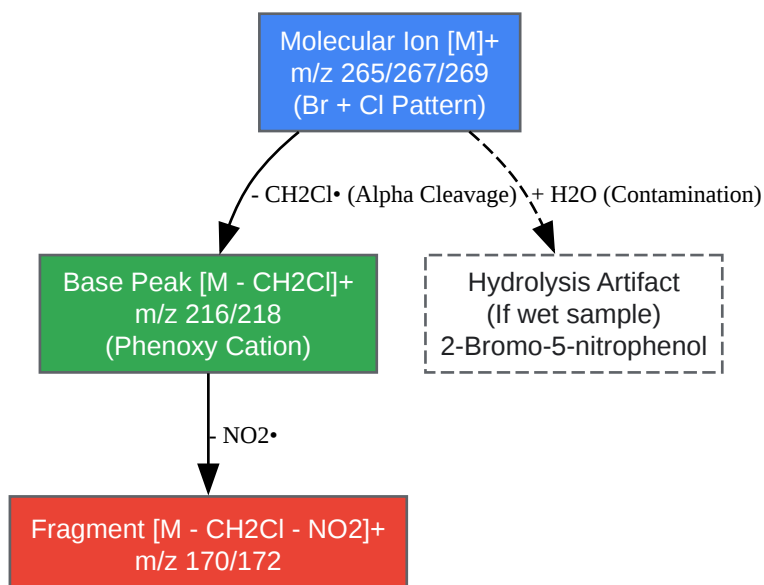 Molecular Ion [M]+
m/z 265/267/269
(Br + Cl Pattern)
- CH2Cl• (Alpha Cleavage)
+ H2O (Contamination)
Base Peak [M - CH2Cl]+
m/z 216/218
(Phenoxy Cation)
Hydrolysis Artifact
(If wet sample)
2-Bromo-5-nitrophenol
- NO2•
Fragment [M - CH2Cl - NO2]+
m/z 170/172